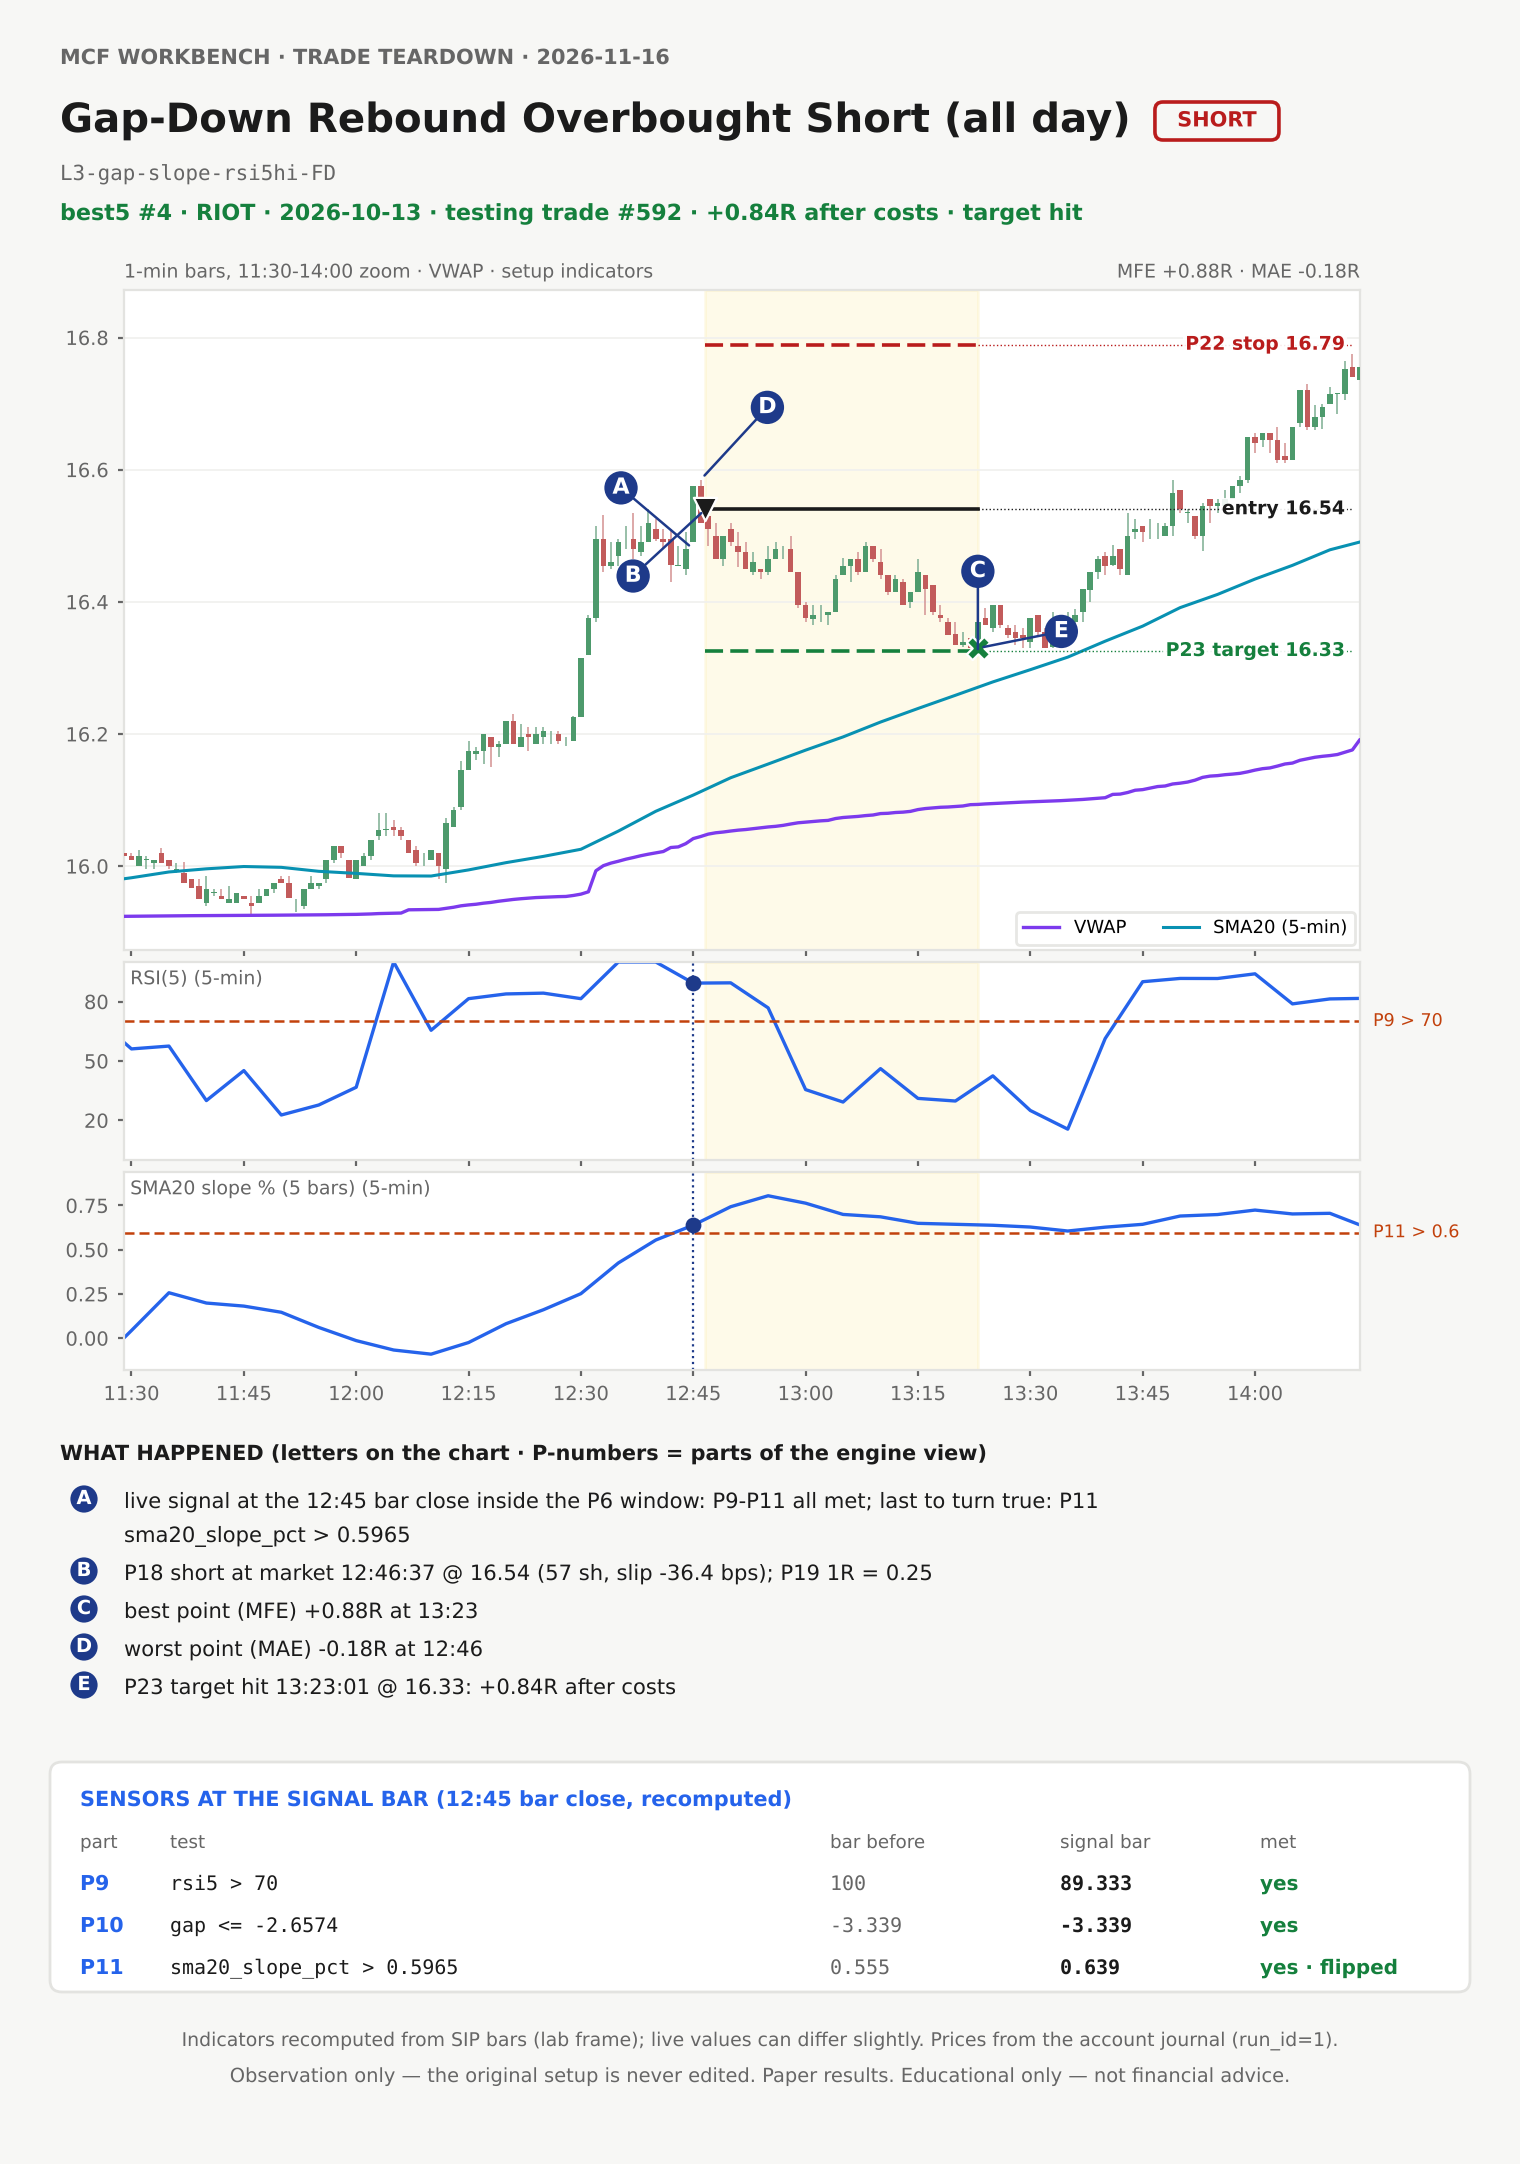 MCF WORKBENCH · TRADE TEARDOWN · 2026-11-16
Gap-Down Rebound Overbought Short (all day) SHORT
L3-gap-slope-rsi5hi-FD
best5 #4 · RIOT · 2026-10-13 · testing trade #592 · +0.84R after costs · target hit
1-min bars, 11:30-14:00 zoom · VWAP · setup indicators MFE +0.88R · MAE -0.18R
16.8
P22 stop 16.79
D
16.6
A
entry 16.54
B
C
16.4
E
P23 target 16.33
16.2
16.0
VWAP SMA20 (5-min)
RSI(5) (5-min)
80
P9 > 70
50
20
SMA20 slope % (5 bars) (5-min)
0.75
P11 > 0.6
0.50
0.25
0.00
11:30 11:45 12:00 12:15 12:30 12:45 13:00 13:15 13:30 13:45 14:00
WHAT HAPPENED (letters on the chart · P-numbers = parts of the engine view)
A live signal at the 12:45 bar close inside the P6 window: P9-P11 all met; last to turn true: P11
sma20_slope_pct > 0.5965
B P18 short at market 12:46:37 @ 16.54 (57 sh, slip -36.4 bps); P19 1R = 0.25
C best point (MFE) +0.88R at 13:23
D worst point (MAE) -0.18R at 12:46
E P23 target hit 13:23:01 @ 16.33: +0.84R after costs
SENSORS AT THE SIGNAL BAR (12:45 bar close, recomputed)
part test bar before signal bar met
P9 rsi5 > 70 100 89.333 yes
P10 gap <= -2.6574 -3.339 -3.339 yes
P11 sma20_slope_pct > 0.5965 0.555 0.639 yes · flipped
Indicators recomputed from SIP bars (lab frame); live values can differ slightly. Prices from the account journal (run_id=1).
Observation only — the original setup is never edited. Paper results. Educational only — not financial advice.